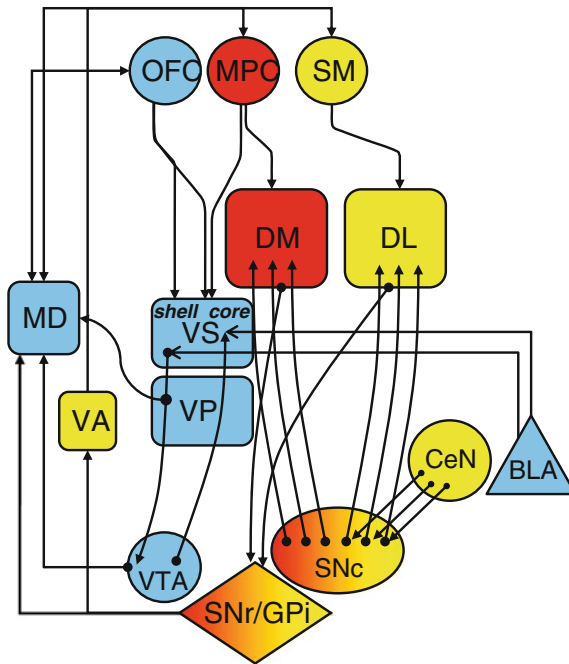 OFC MPC SM
DM DL
MD
shell core
VS
VP
VA
CeN
BLA
SNc
VTA
SNr/GPi